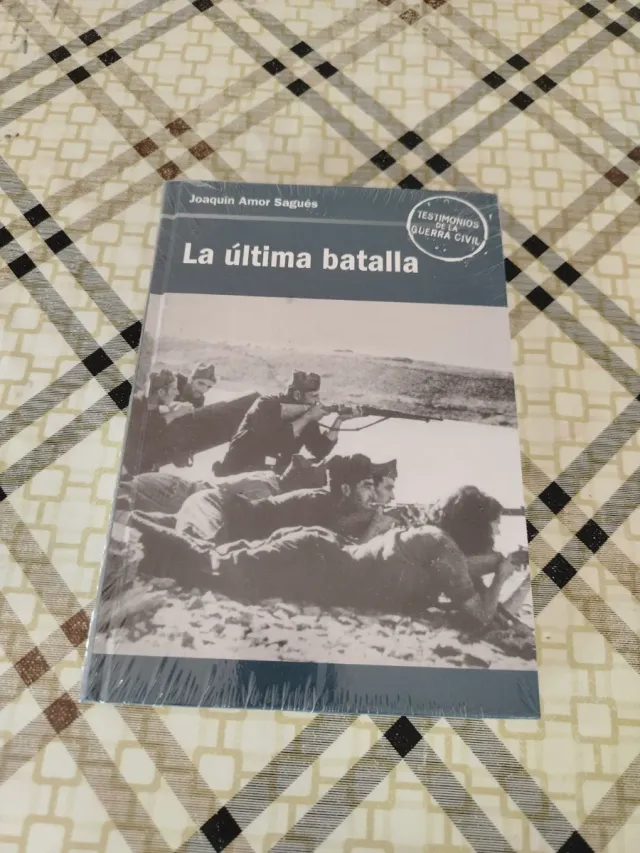 Joaquín Amor Sagués
TESTIMONIOS
DE LA
GUERRA CIVIL
La última batalla